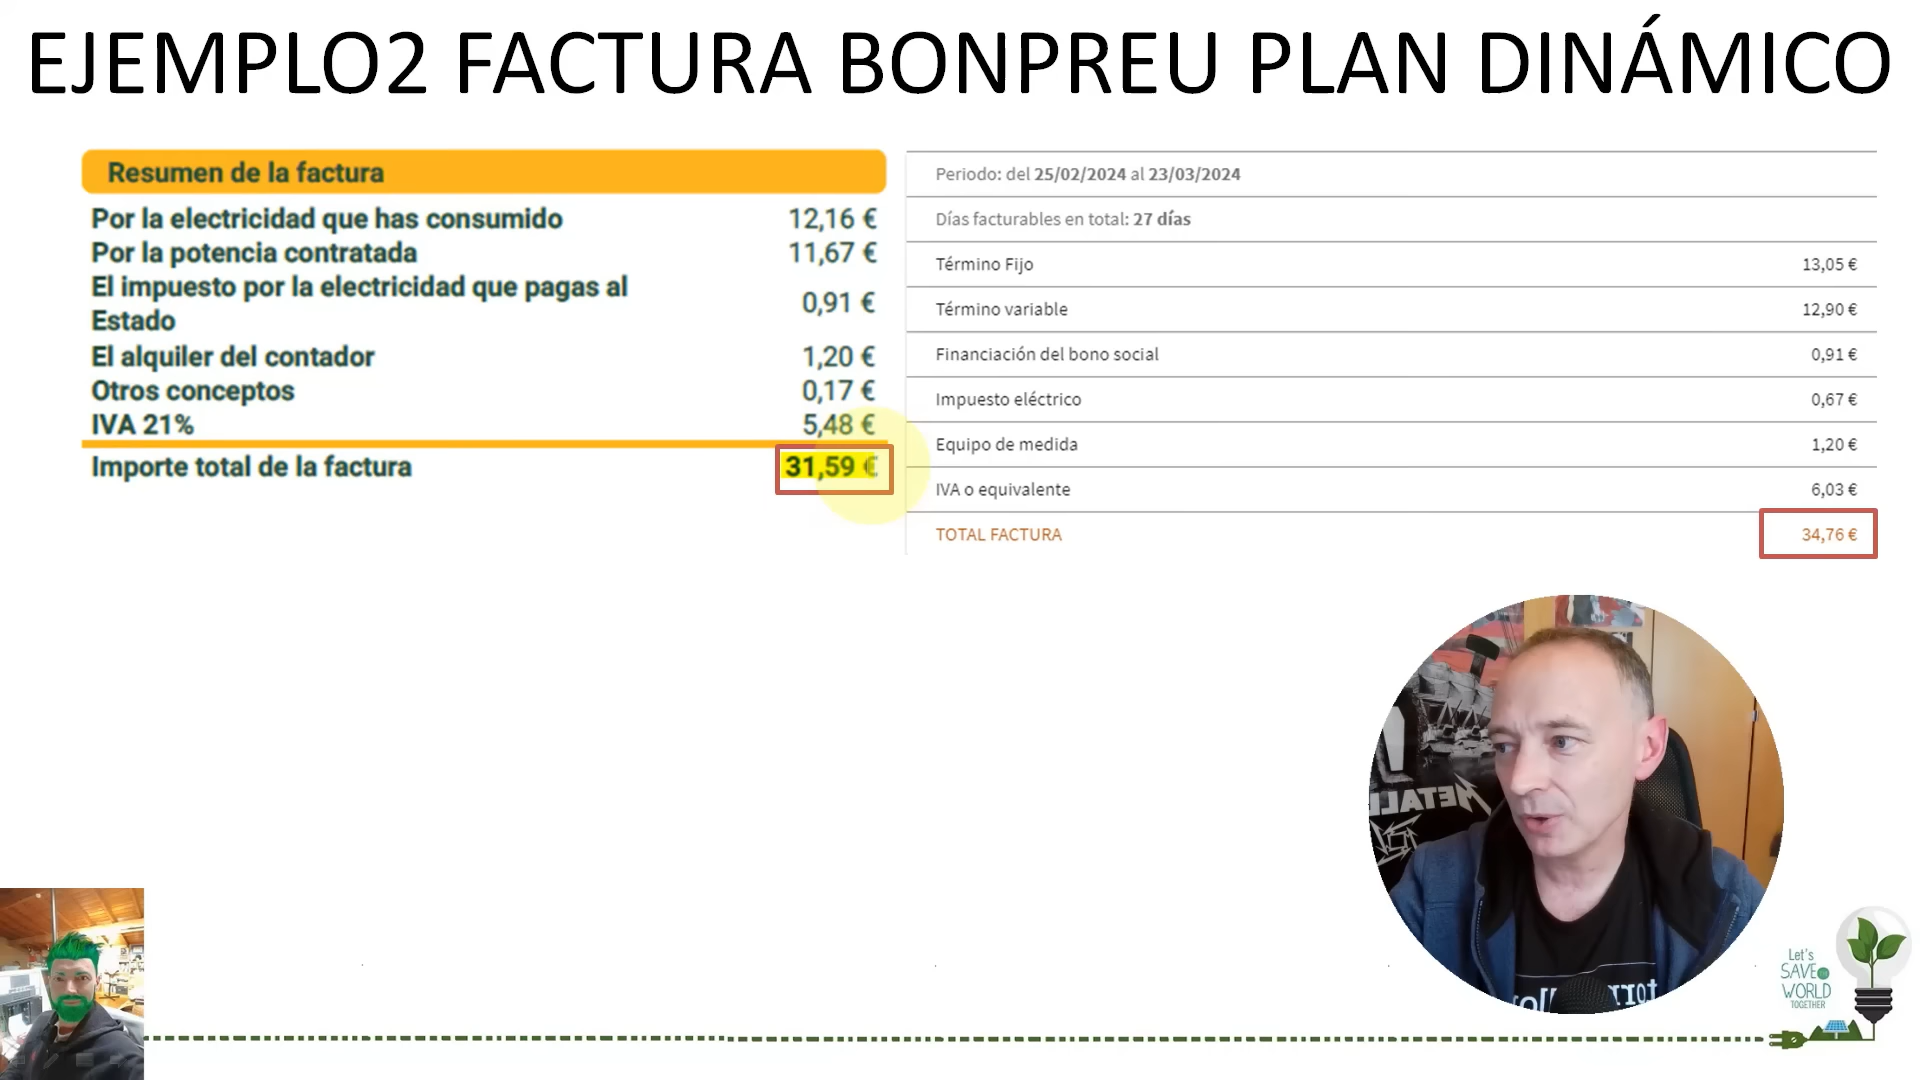 EJEMPLO2 FACTURA BONPREU PLAN DINÁMICO
Resumen de la factura
Por la electricidad que has consumido 12,16 €
Por la potencia contratada 11,67 €
El impuesto por la electricidad que pagas al
Estado 0,91 €
El alquiler del contador 1,20 €
Otros conceptos 0,17 €
IVA 21% 5,48 €
Importe total de la factura 31,59 €
Periodo: del 25/02/2024 al 23/03/2024
Días facturables en total: 27 días
Término Fijo 13,05 €
Término variable 12,90 €
Financiación del bono social 0,91 €
Impuesto eléctrico 0,67 €
Equipo de medida 1,20 €
IVA o equivalente 6,03 €
TOTAL FACTURA 34,76 €
Let's
SAVE
WORLD
TOGETHER